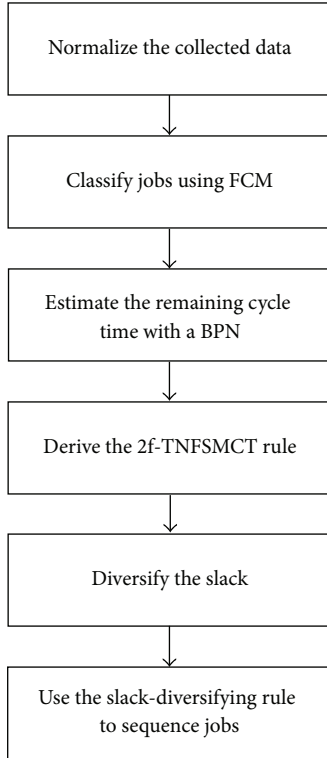 Normalize the collected data
Classify jobs using FCM
Estimate the remaining cycle
time with a BPN
Derive the 2f-TNFSMCT rule
Diversify the slack
Use the slack-diversifying rule
to sequence jobs